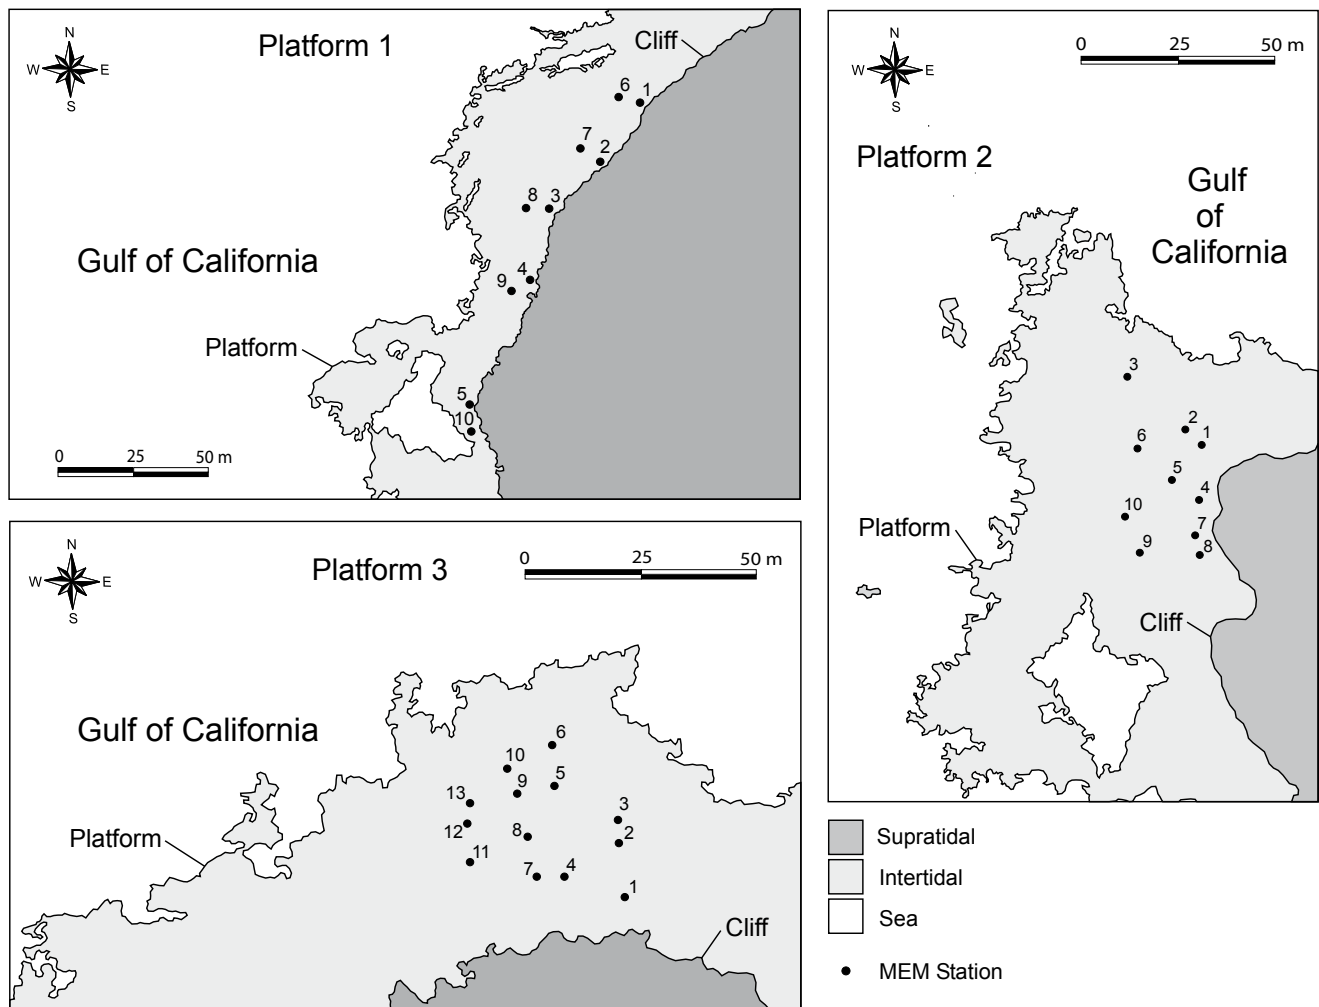 Platform 1
N
W
E
S
Cliff
6
1
7
2
8
3
Gulf of California
4
9
Platform
5
10
0
25
50 m
N
W
E
S
0
25
50 m
Platform 2
Gulf
of
California
3
2
1
6
5
4
10
7
9
8
Platform
Cliff
N
W
E
S
Platform 3
0
25
50 m
Gulf of California
6
10
5
9
13
3
12
8
2
11
7
4
1
Platform
Cliff
Supratidal
Intertidal
Sea
MEM Station